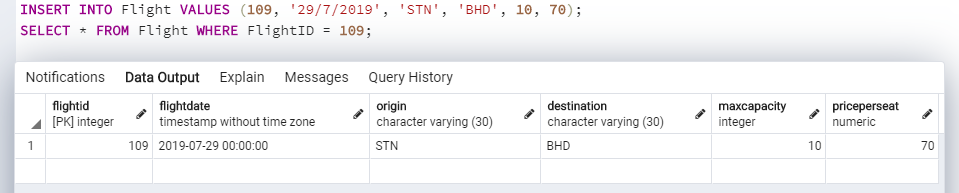 INSERT INTO Flight VALUES (109, '29/7/2019', 'STN', 'BHD', 10, 70);
SELECT * FROM Flight WHERE FlightID = 109;
Notifications Data Output Explain Messages Query History
flightid flightdate origin destination maxcapacity priceperseat
[PK] integer timestamp without time zone character varying (30) character varying (30) integer numeric
1 109 2019-07-29 00:00:00 STN BHD 10 70